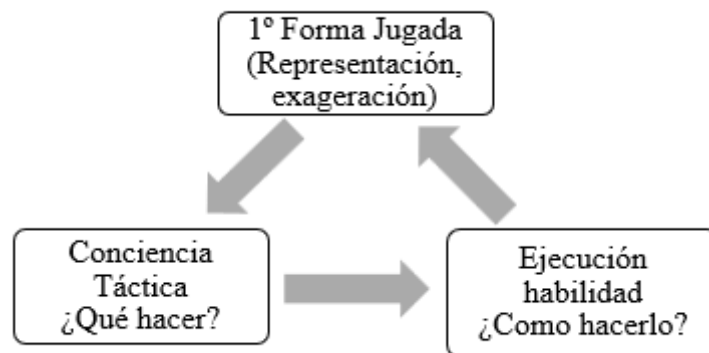 1º Forma Jugada
(Representación,
exageración)
Conciencia
Táctica
¿Qué hacer?
Ejecución
habilidad
¿Como hacerlo?